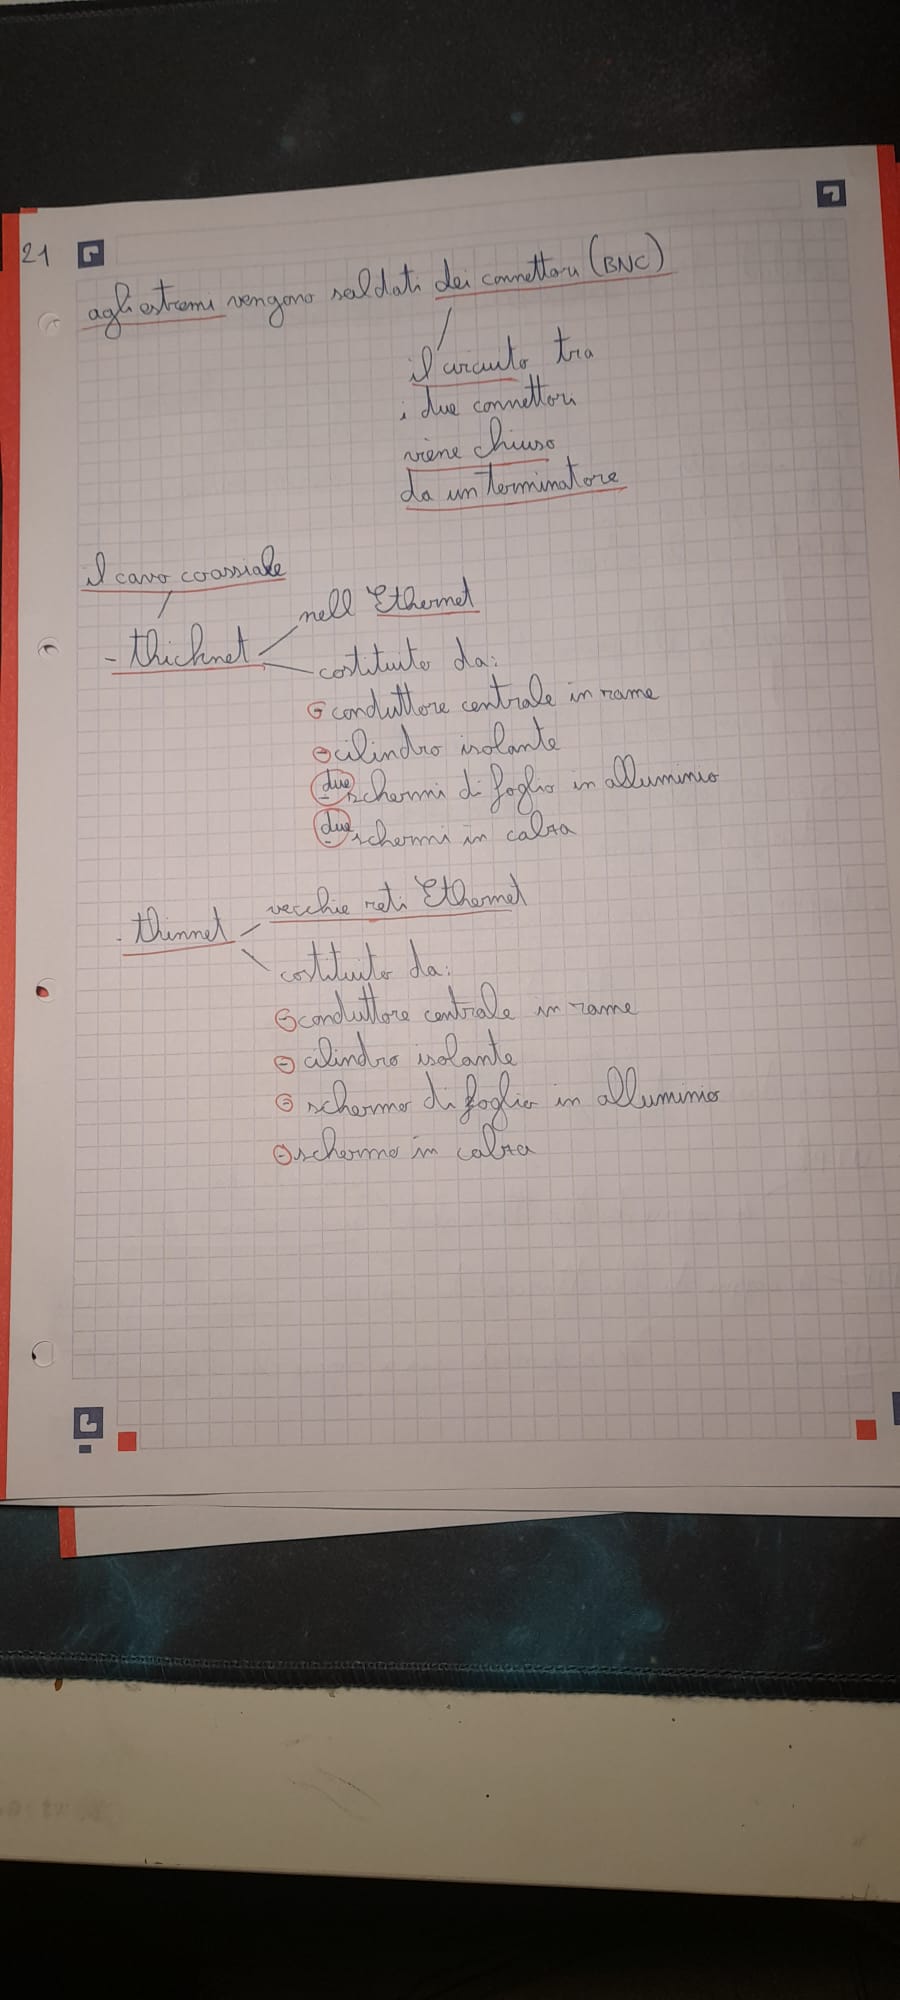 21
agli estremi vengono saldati dei connettori (BNC)
il circuito tra
i due connettori
viene chiuso
da un terminatore
il cavo coassiale
nell Ethernet
- thicknet
costituito da:
- conduttore centrale in rame
- cilindro isolante
due schermi di foglio in alluminio
due schermi in calza
vecchie reti Ethernet
- thinnet
costituito da:
- conduttore centrale in rame
- cilindro isolante
- schermo di foglio in alluminio
- schermo in calza